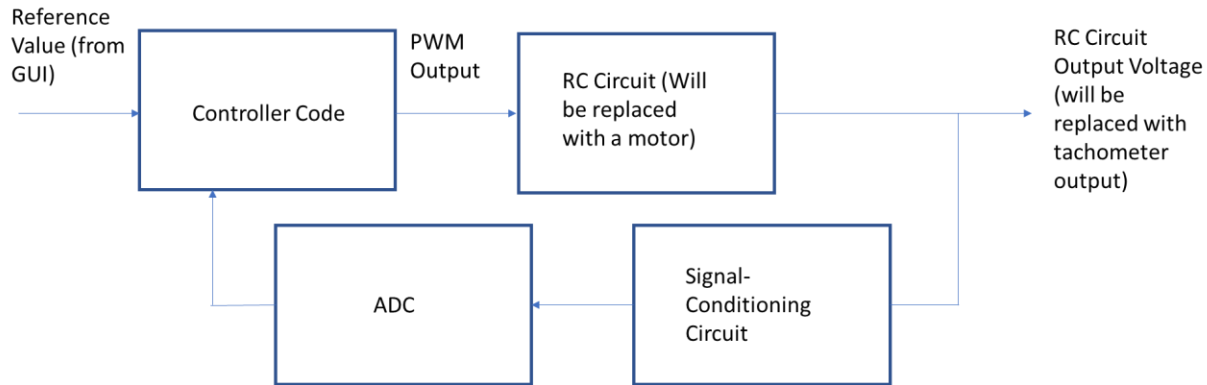 Reference
Value (from
GUI)
Controller Code
PWM
Output
RC Circuit (Will
be replaced
with a motor)
RC Circuit
Output Voltage
(will be
replaced with
tachometer
output)
ADC
Signal-
Conditioning
Circuit